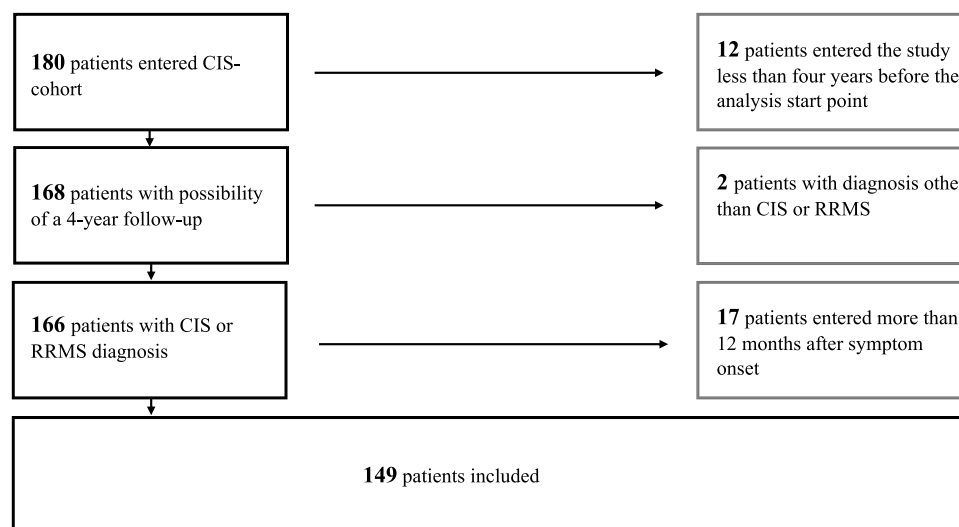 180 patients entered CIS-
cohort
12 patients entered the study
less than four years before the
analysis start point
168 patients with possibility
of a 4-year follow-up
2 patients with diagnosis othe
than CIS or RRMS
166 patients with CIS or
RRMS diagnosis
17 patients entered more than
12 months after symptom
onset
149 patients included